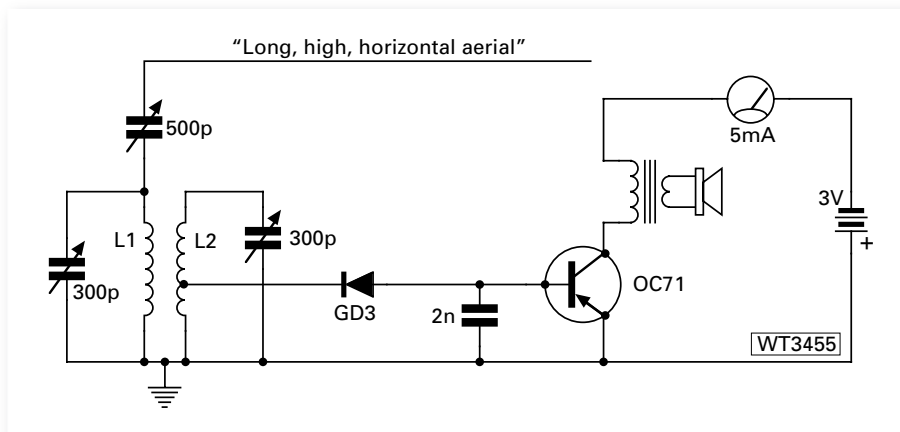 “Long, high, horizontal aerial”
500p
5mA
3V
+
L1
L2
300p
300p
GD3
2n
OC71
WT3455